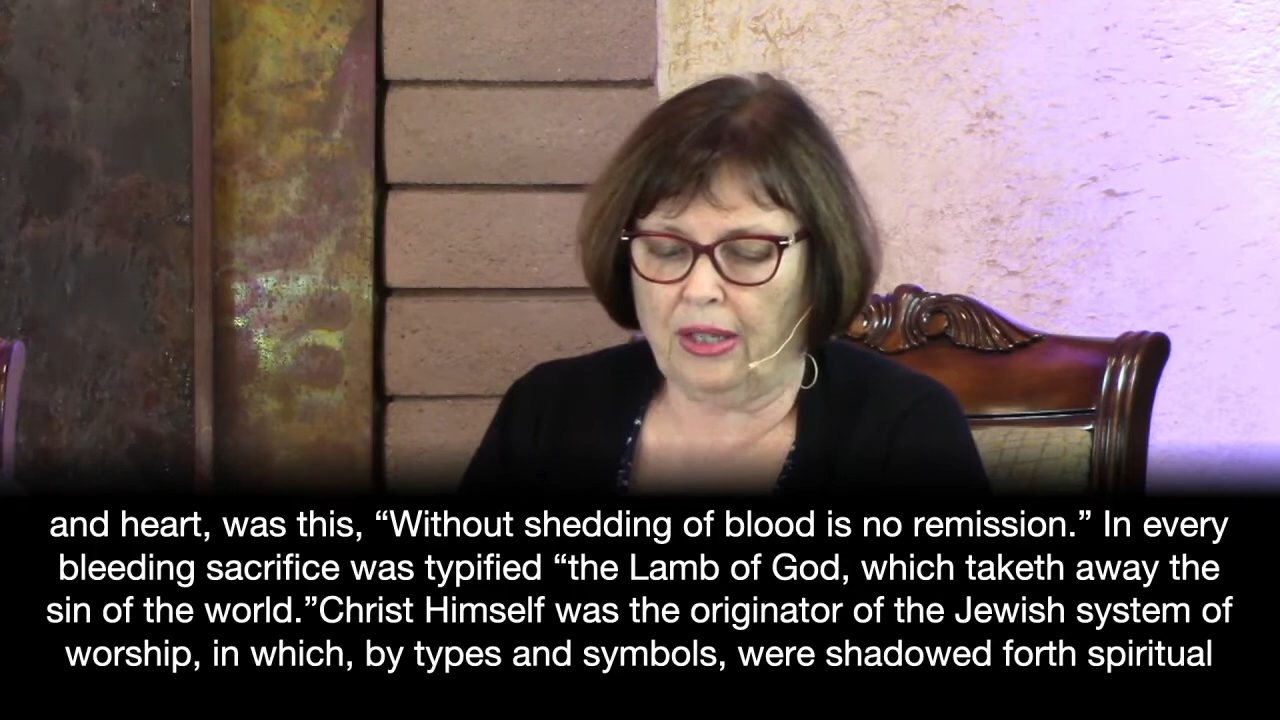 and heart, was this, “Without shedding of blood is no remission.” In every
bleeding sacrifice was typified “the Lamb of God, which taketh away the
sin of the world.”Christ Himself was the originator of the Jewish system of
worship, in which, by types and symbols, were shadowed forth spiritual